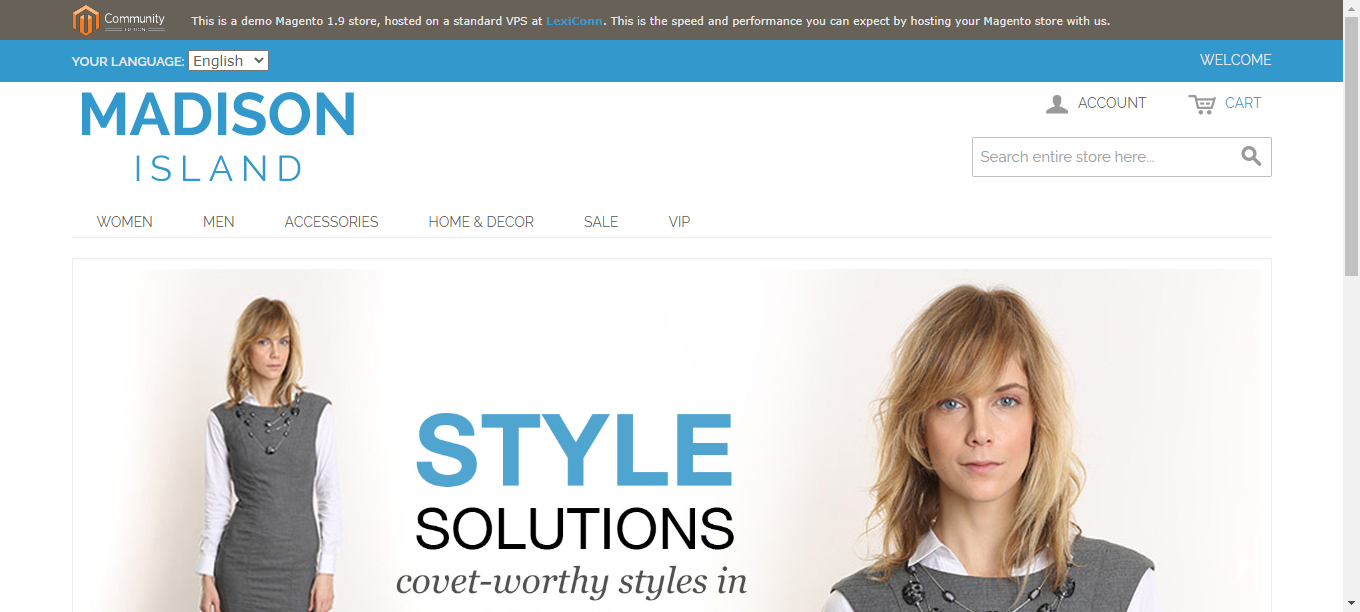 Community
EDITION
This is a demo Magento 1.9 store, hosted on a standard VPS at LexiConn. This is the speed and performance you can expect by hosting your Magento store with us.
YOUR LANGUAGE: English
WELCOME
MADISON
ISLAND
ACCOUNT
CART
Search entire store here...
WOMEN MEN ACCESSORIES HOME & DECOR SALE VIP
STYLE
SOLUTIONS
covet-worthy styles in